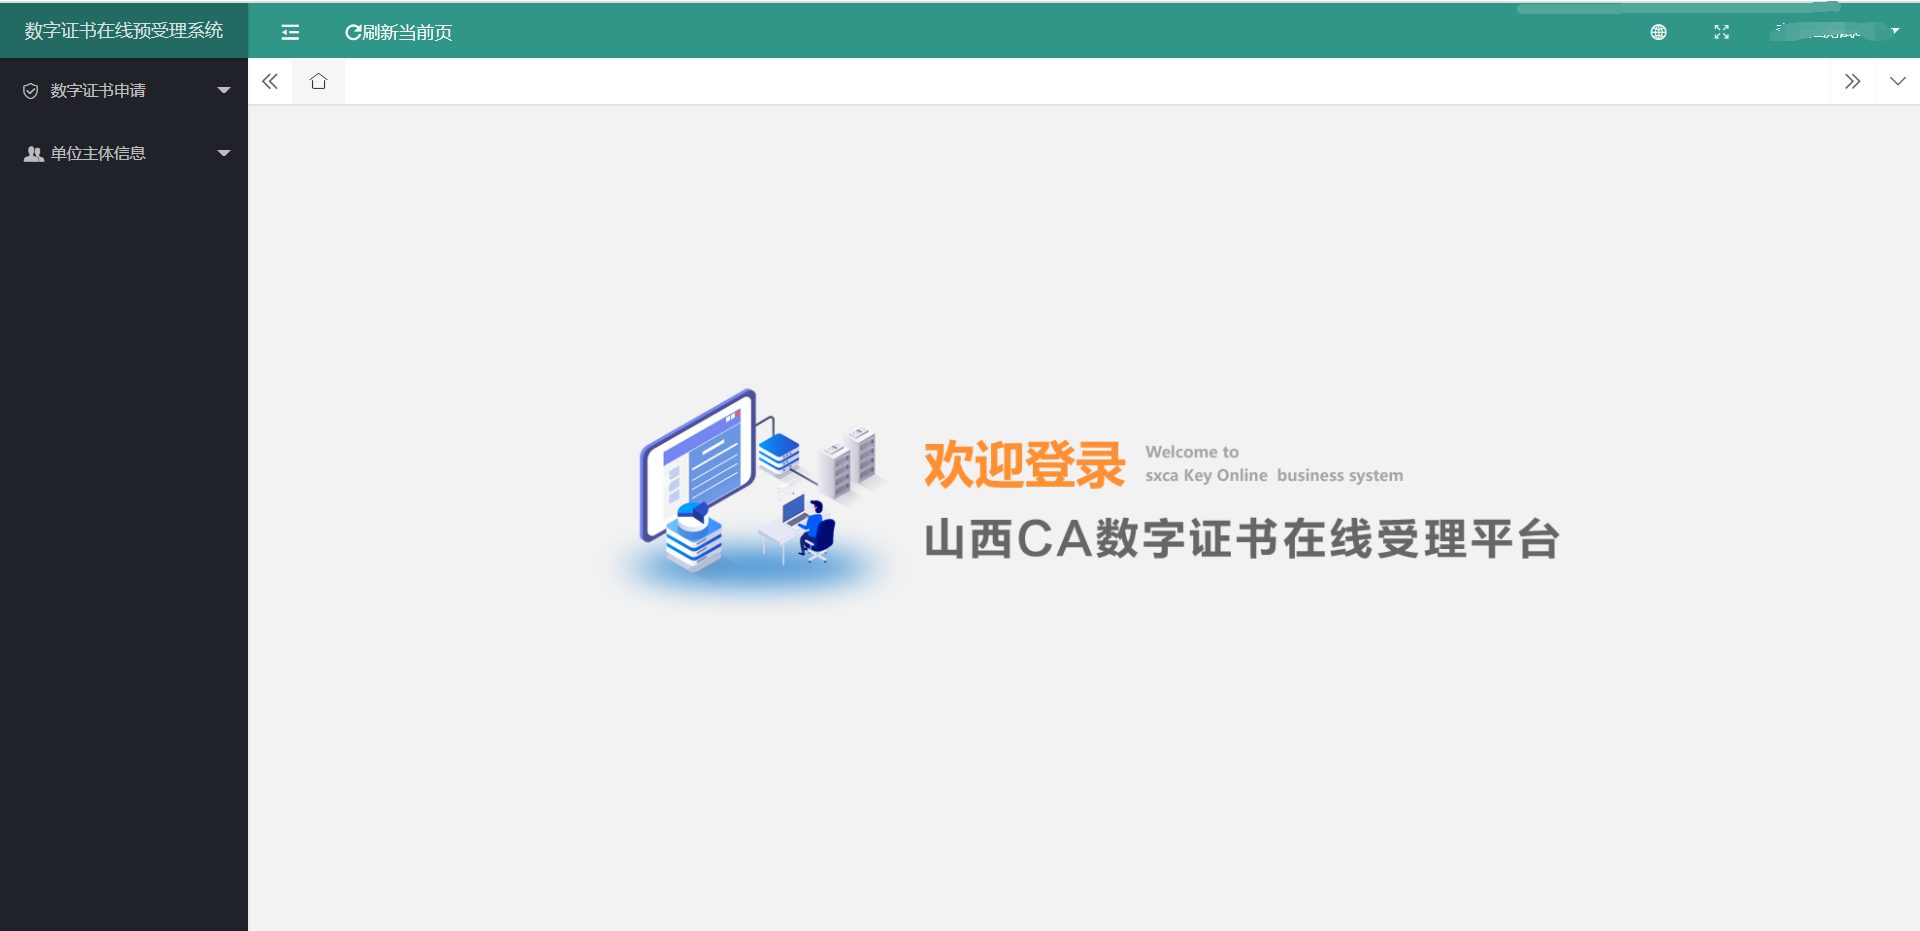 数字证书在线预受理系统
刷新当前页
数字证书申请
单位主体信息
欢迎登录
Welcome to
sxca Key Online business system
山西CA数字证书在线受理平台